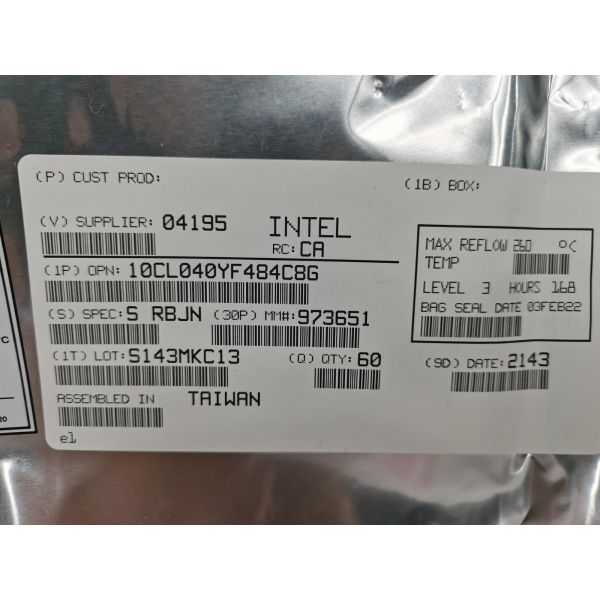 (P) CUST PROD:
(1B) BOX:
(V) SUPPLIER: 04195 INTEL
RC: CA
(1P) OPN: 10CL040YF484C8G
(S) SPEC: S RBJN (30P) MM#: 973651
(1T) LOT: S143MKC13 (Q) QTY: 60
ASSEMBLED IN TAIWAN
e1
MAX REFLOW 260 °C
TEMP
LEVEL 3 HOURS 168
BAG SEAL DATE 03FEB22
(9D) DATE: 2143
°C
20